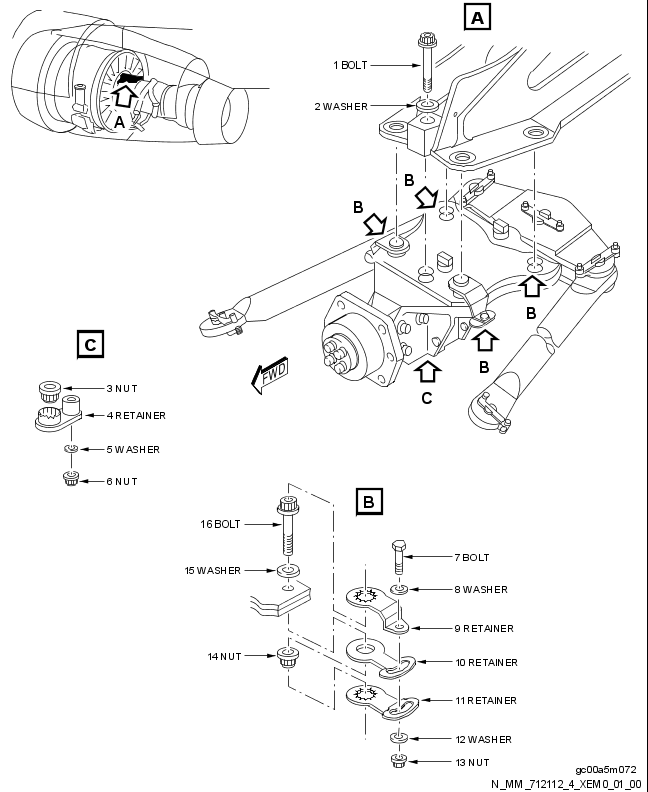 A
1 BOLT
2 WASHER
A
B
B
B
B
C
FWD
C
3 NUT
4 RETAINER
5 WASHER
6 NUT
B
16 BOLT
15 WASHER
14 NUT
7 BOLT
8 WASHER
9 RETAINER
10 RETAINER
11 RETAINER
12 WASHER
13 NUT
gc00a5m072
N_MM_712112_4_XEM0_01_00